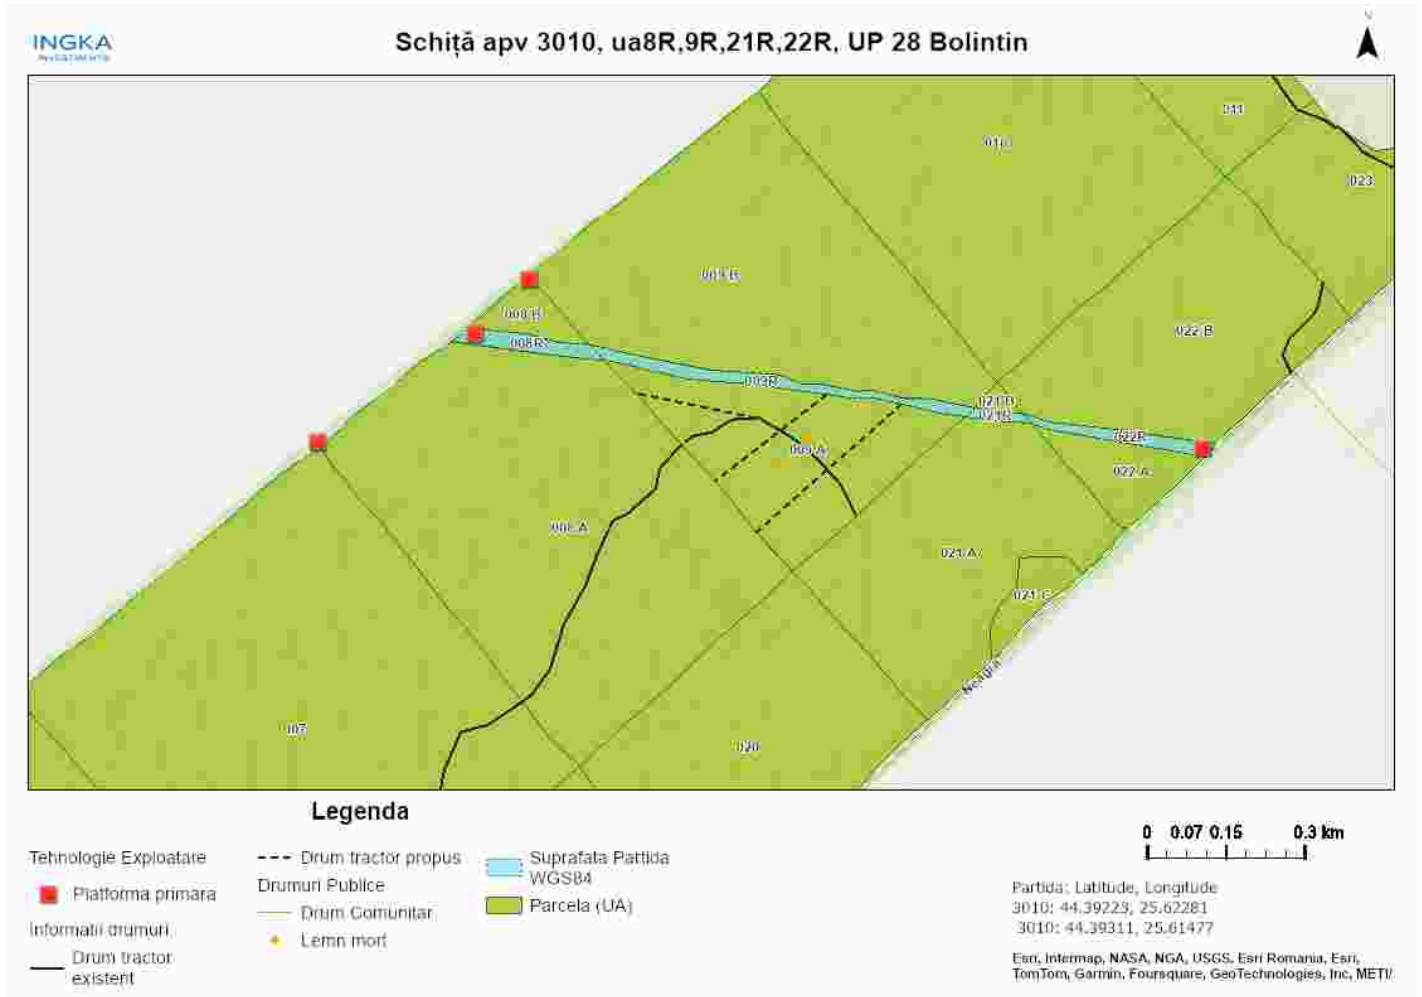 INGKA
INVESTMENTS
Schiță apv 3010, ua8R,9R,21R,22R, UP 28 Bolintin
N
011
010
023
009 B
022 B
008 B
008R
009R
021 B
021R
022R
022 A
009 A
008 A
021 A
021 C
Neagra
007
020
Legenda
Tehnologie Exploatare
Platforma primara
Informatii drumuri
Drum tractor
existent
Drum tractor propus
Drumuri Publice
Drum Comunitar
Lemn mort
Suprafata Pattida
WGS84
Parcela (UA)
0 0.07 0.15 0.3 km
Partida: Latitude, Longitude
3010: 44.39223, 25.62281
3010: 44.39311, 25.61477
Esri, Intermap, NASA, NGA, USGS, Esri Romania, Esri,
TomTom, Garmin, Foursquare, GeoTechnologies, Inc, METI/